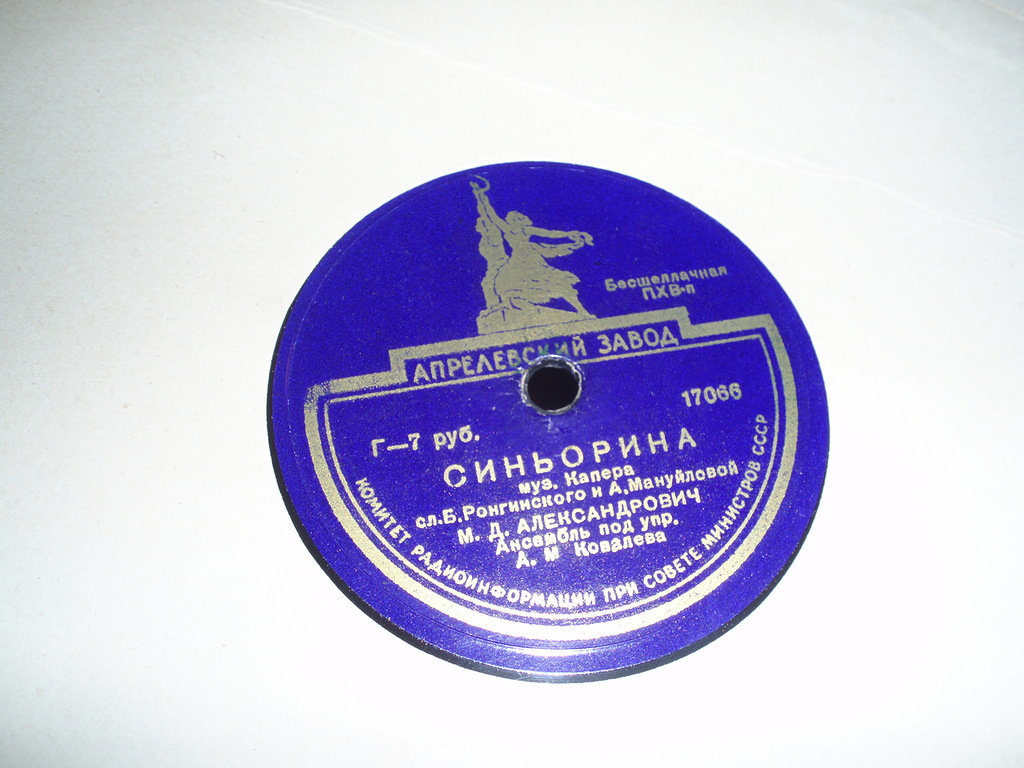 Бесшеллачная
ПХВ-п
АПРЕЛЕВСКИЙ ЗАВОД
17066
Г—7 руб.
СИНЬОРИНА
муз. Капера
сл.Б.Ронгинского и А.Мануйловой
М. Д. АЛЕКСАНДРОВИЧ
Ансамбль под упр.
А. М Ковалева
КОМИТЕТ РАДИОИНФОРМАЦИИ ПРИ СОВЕТЕ МИНИСТРОВ СССР